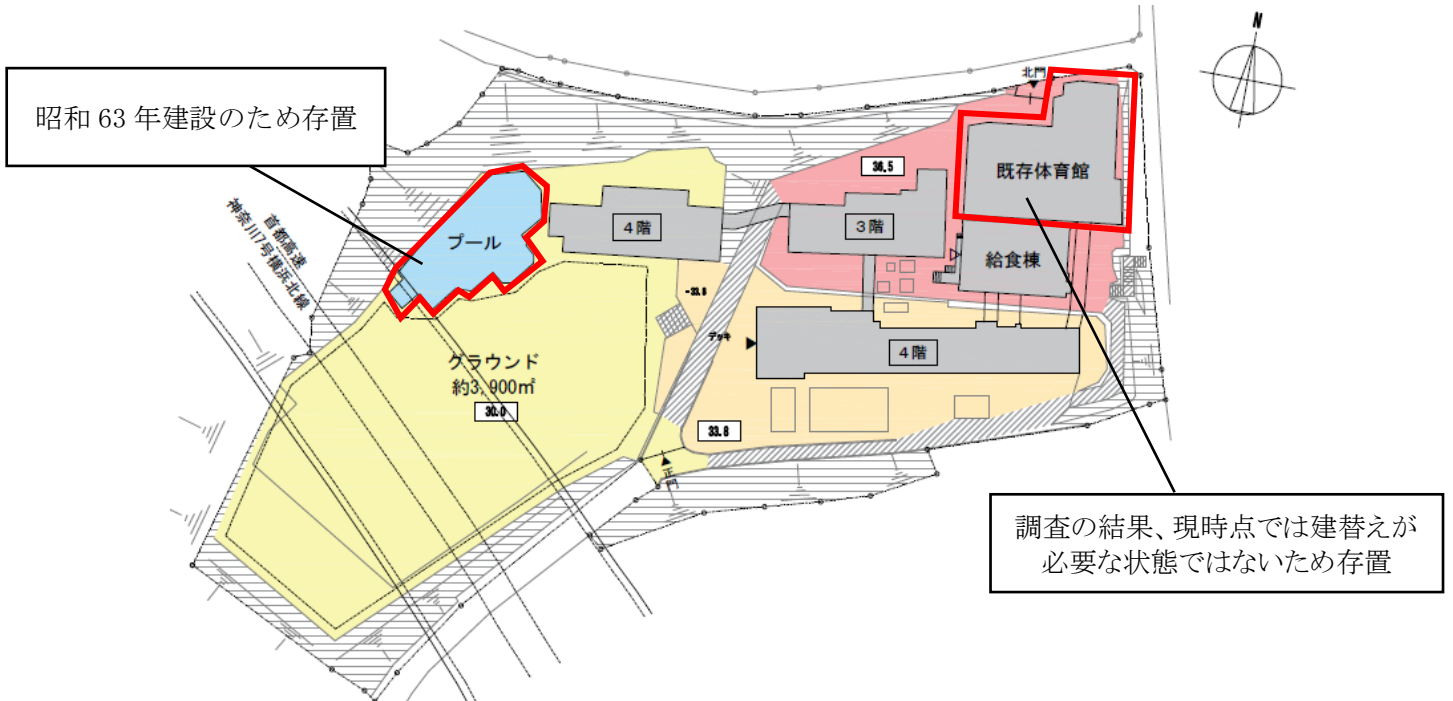 昭和 63 年建設のため存置
N
北門
既存体育館
36.5
4階
3階
給食棟
プール
首都高速
神奈川7号横浜北線
デッキ
4階
グラウンド
約3,900㎡
30.0
33.8
正門
調査の結果、現時点では建替えが
必要な状態ではないため存置